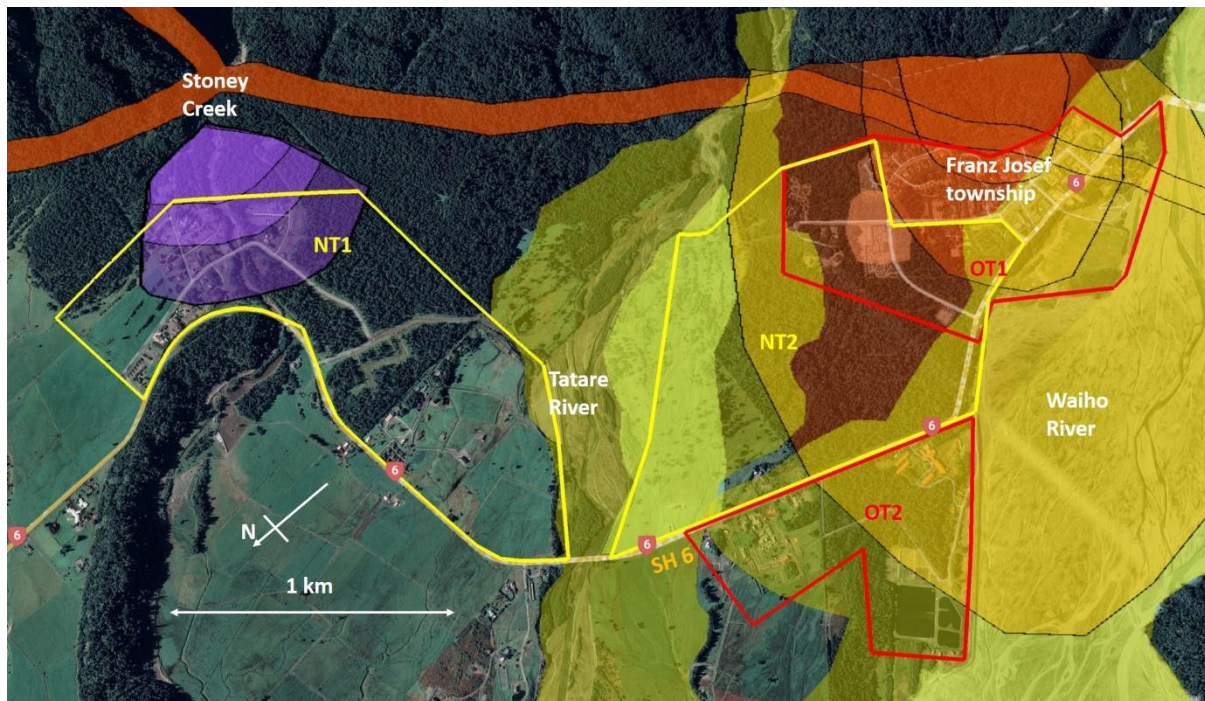 Stoney
Creek
Franz Josef
township
6
NT1
OT1
NT2
Tatare
River
Waiho
River
6
6
OT2
N
6
6
SH 6
1 km